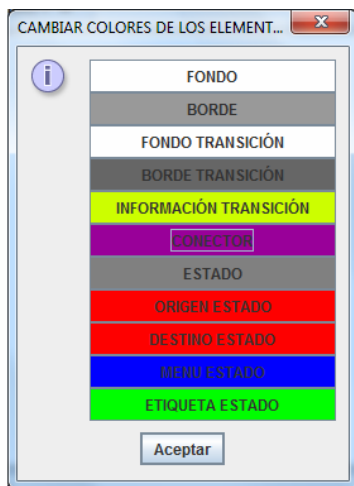 CAMBIAR COLORES DE LOS ELEMENT...
FONDO
BORDE
FONDO TRANSICIÓN
BORDE TRANSICIÓN
INFORMACIÓN TRANSICIÓN
CONECTOR
ESTADO
ORIGEN ESTADO
DESTINO ESTADO
MENU ESTADO
ETIQUETA ESTADO
Aceptar